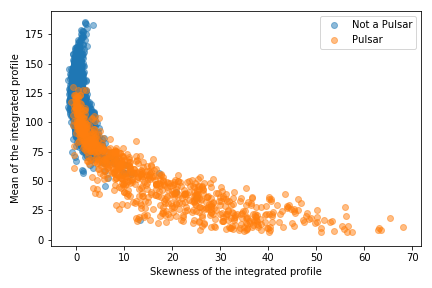 Not a Pulsar
Pulsar
175
150
125
100
75
50
25
0
Mean of the integrated profile
0 10 20 30 40 50 60 70
Skewness of the integrated profile